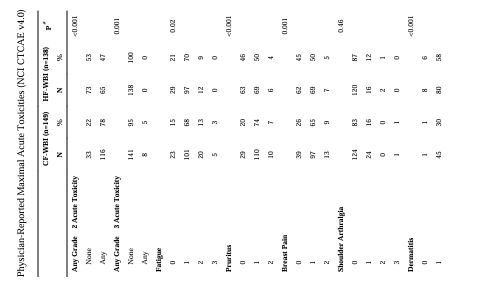 Physician-Reported Maximal Acute Toxicities (NCI CTCAE v4.0)
CF-WBI (n=149) HF-WBI (n=138) P*
N % N %
Any Grade 2 Acute Toxicity <0.001
None 33 22 73 53
Any 116 78 65 47
Any Grade 3 Acute Toxicity 0.001
None 141 95 138 100
Any 8 5 0 0
Fatigue 0.02
0 23 15 29 21
1 101 68 97 70
2 20 13 12 9
3 5 3 0 0
Pruritus <0.001
0 29 20 63 46
1 110 74 69 50
2 10 7 6 4
Breast Pain 0.001
0 39 26 62 45
1 97 65 69 50
2 13 9 7 5
Shoulder Arthralgia 0.46
0 124 83 120 87
1 24 16 16 12
2 0 0 2 1
3 1 1 0 0
Dermatitis <0.001
0 1 1 8 6
1 45 30 80 58